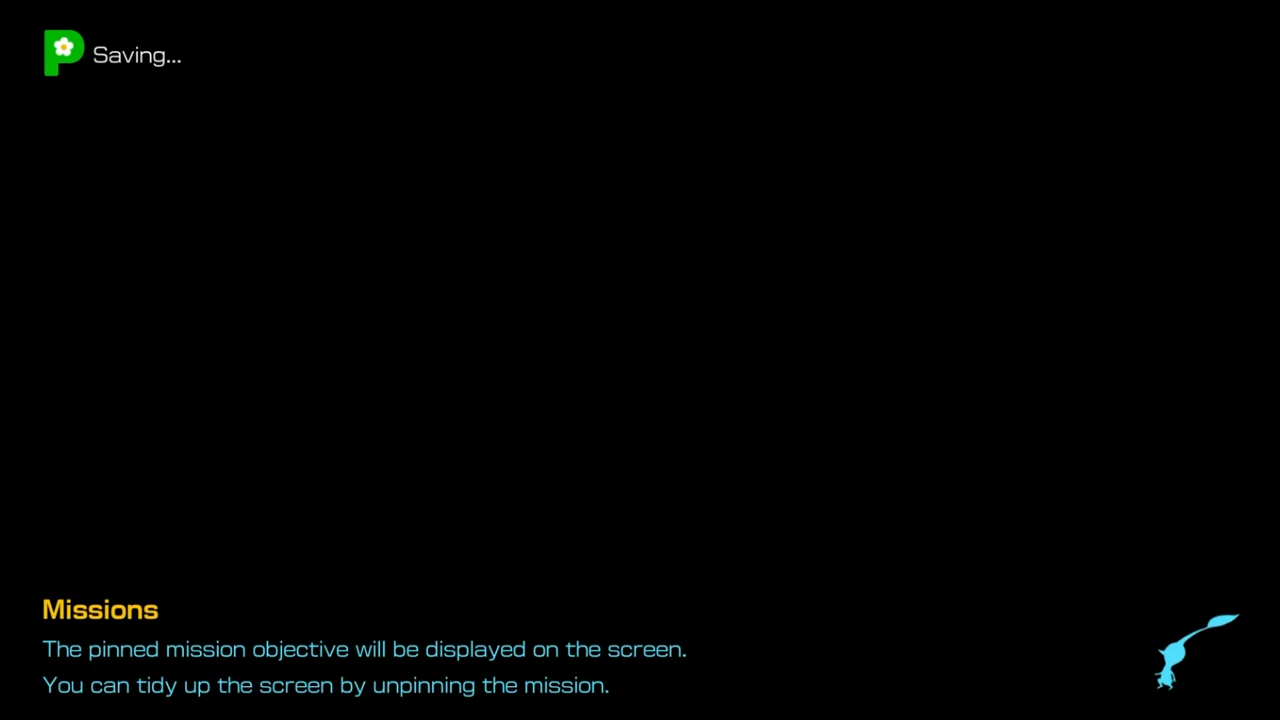 P Saving...
Missions
The pinned mission objective will be displayed on the screen.
You can tidy up the screen by unpinning the mission.